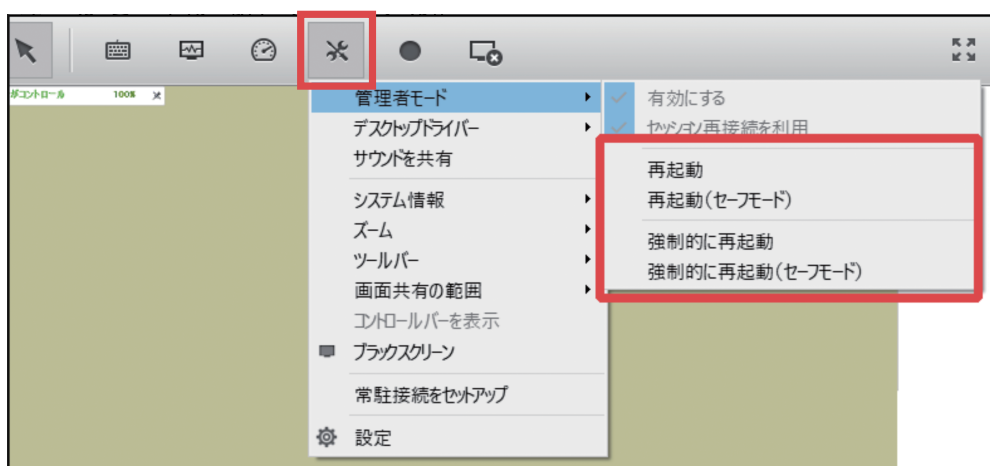 コントロール 100%
管理者モード
デスクトップドライバー
サウンドを共有
システム情報
ズーム
ツールバー
画面共有の範囲
コントロールバーを表示
ブラックスクリーン
常駐接続をセットアップ
設定
有効にする
セッション再接続を利用
再起動
再起動(セーフモード)
強制的に再起動
強制的に再起動(セーフモード)